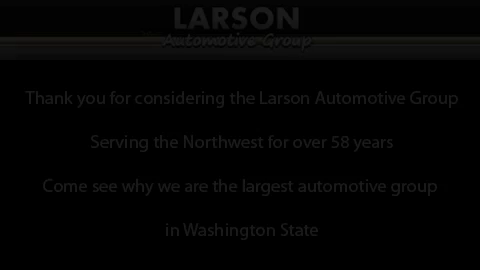 LARSON
Automotive Group
Thank you for considering the Larson Automotive Group
Serving the Northwest for over 58 years
Come see why we are the largest automotive group
in Washington State